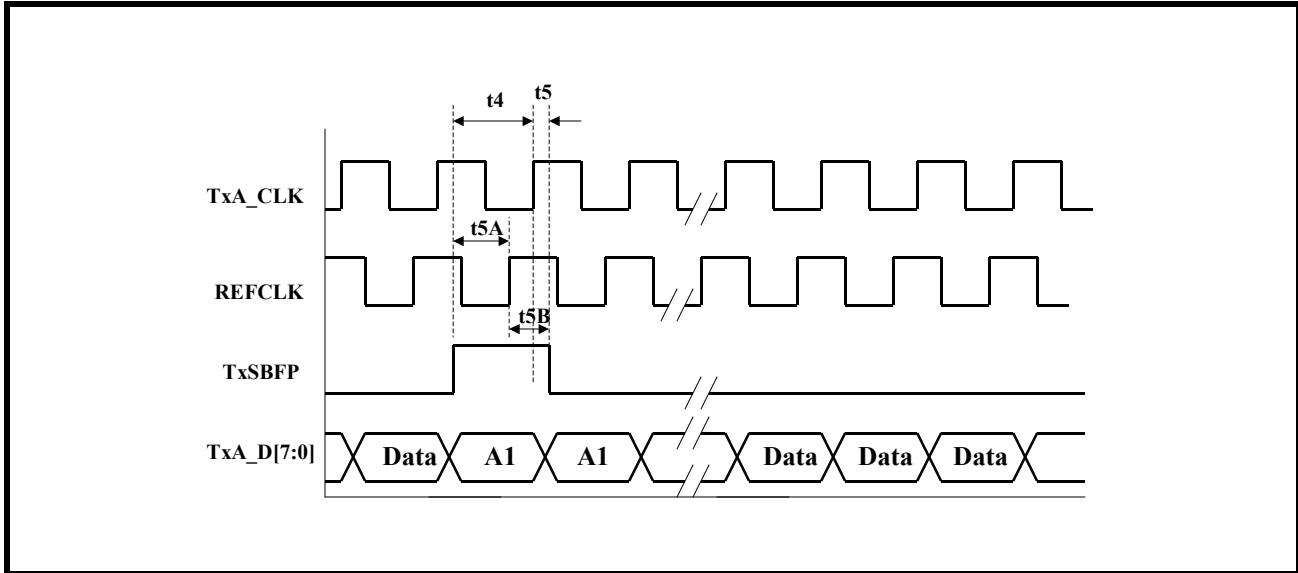 t4 t5
TxA_CLK
t5A
REFCLK
t5B
TxSBFP
TxA_D[7:0] Data A1 A1 Data Data Data